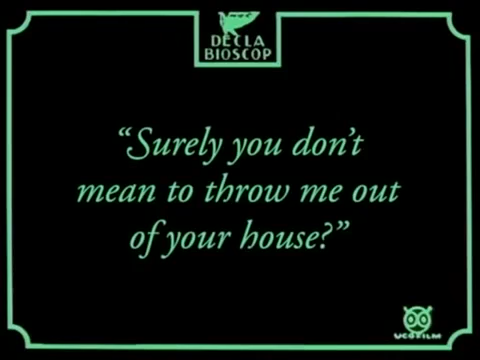 DECLA
BIOSCOP
“Surely you don’t
mean to throw me out
of your house?”
UCOFILM